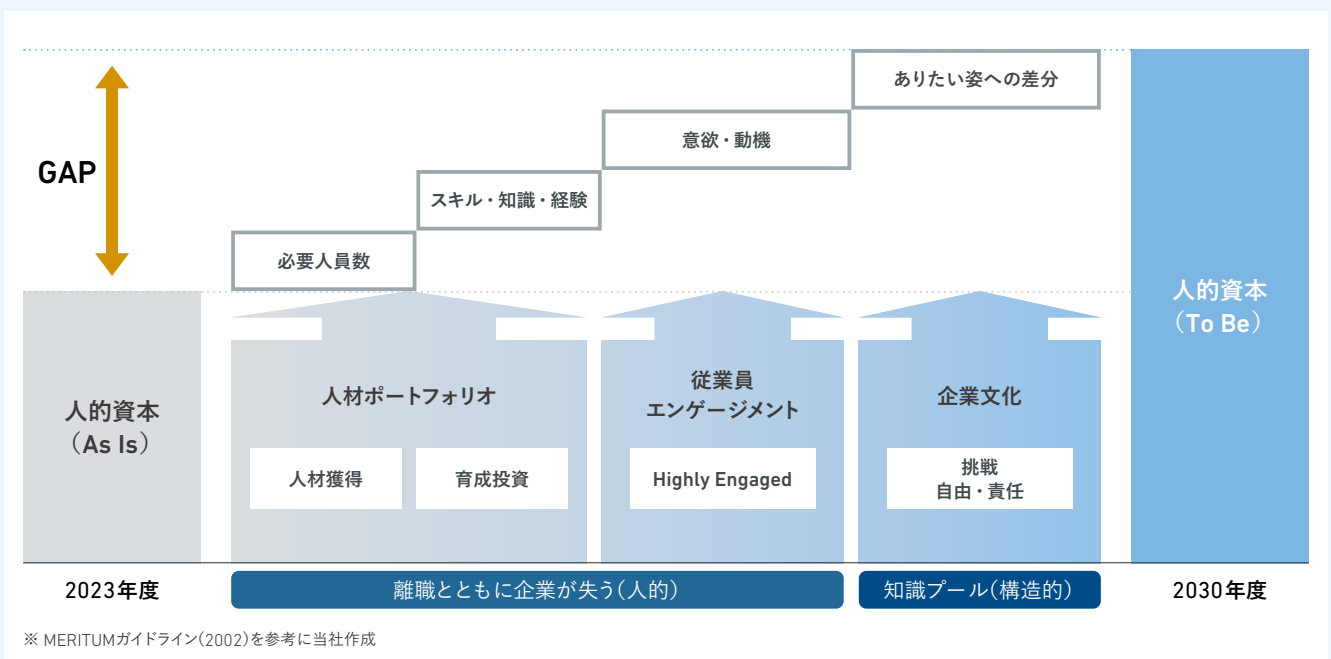 GAP
ありたい姿への差分
意欲・動機
スキル・知識・経験
必要人員数
人的資本
（As Is）
人材ポートフォリオ
人材獲得
育成投資
従業員
エンゲージメント
Highly Engaged
企業文化
挑戦
自由・責任
人的資本
（To Be）
2023年度
離職とともに企業が失う(人的)
知識プール(構造的)
2030年度
※ MERITUMガイドライン(2002)を参考に当社作成